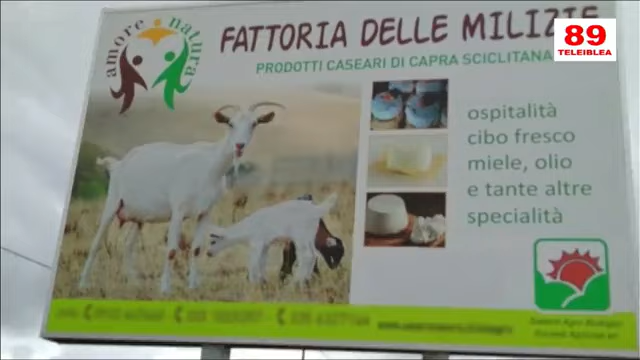 amore natura
FATTORIA DELLE MILIZIE
PRODOTTI CASEARI DI CAPRA SCICLITANA
89
TELEIBLEA
ospitalità
cibo fresco
miele, olio
e tante altre
specialità